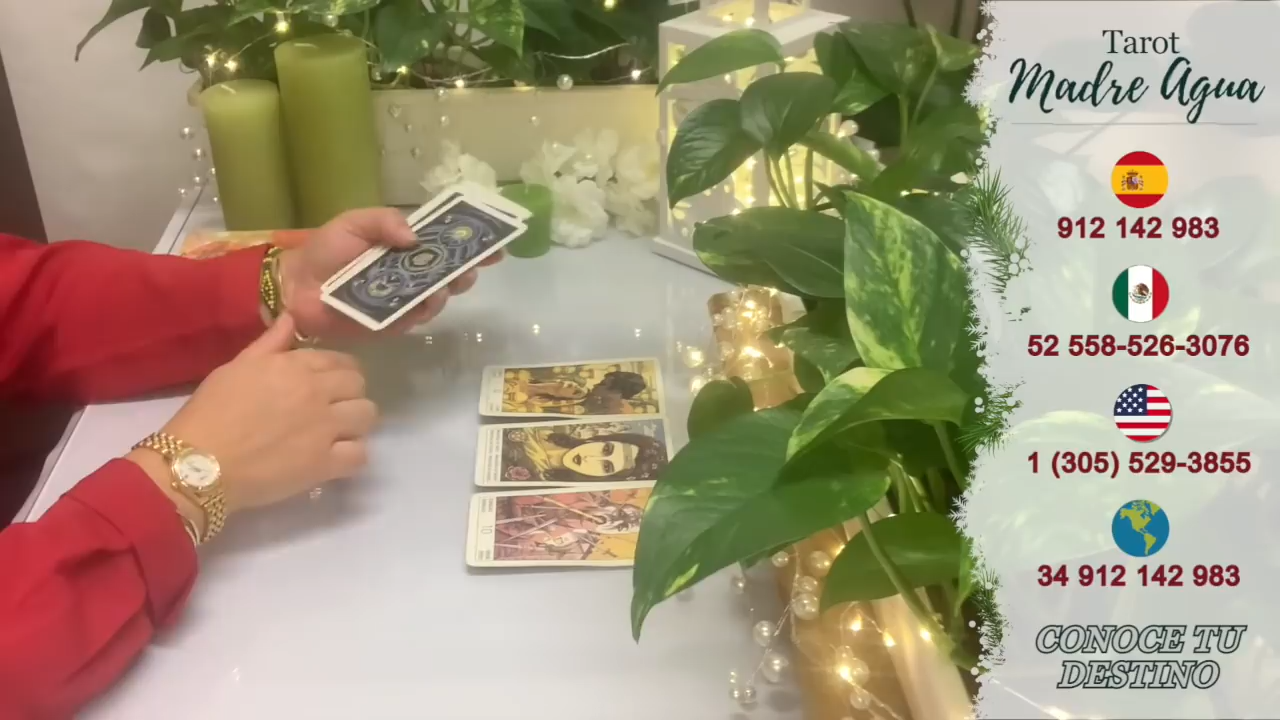 Tarot
Madre Agua
912 142 983
52 558-526-3076
1 (305) 529-3855
34 912 142 983
CONOCE TU
DESTINO
10